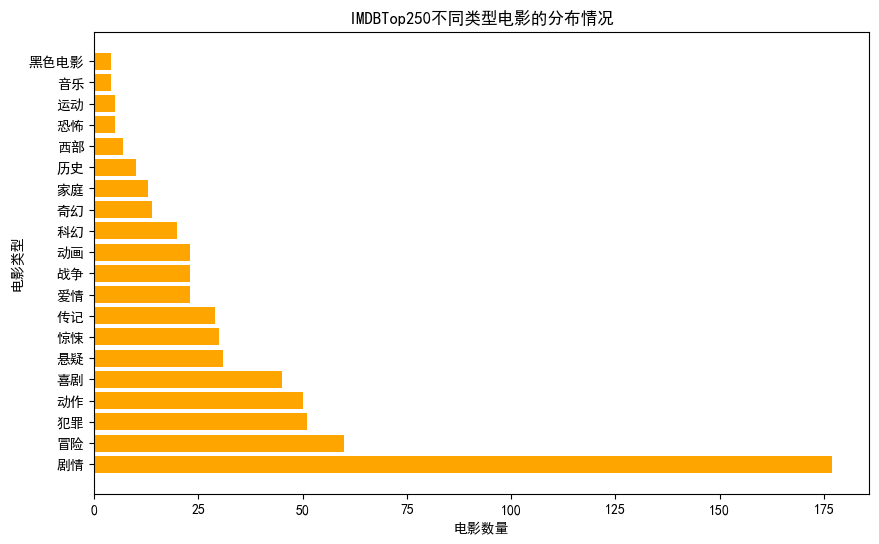 IMDBTop250不同类型电影的分布情况
电影类型
黑色电影
音乐
运动
恐怖
西部
历史
家庭
奇幻
科幻
动画
战争
爱情
传记
惊悚
悬疑
喜剧
动作
犯罪
冒险
剧情
0 25 50 75 100 125 150 175
电影数量